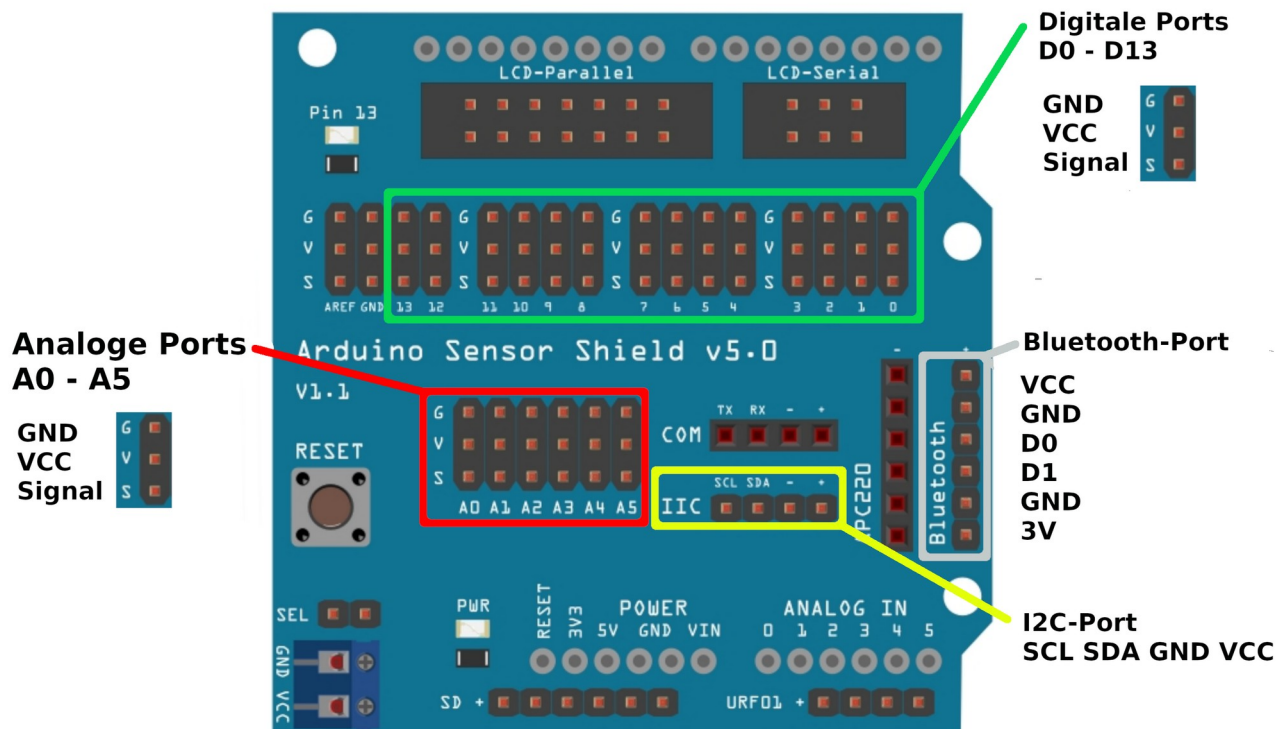 Digitale Ports
D0 - D13
GND
VCC
Signal
G
V
S
LCD-Parallel
LCD-Serial
Pin 13
G G G G
V V V V
S S S S
AREF GND 13 12 11 10 9 8 7 6 5 4 3 2 1 0
Analoge Ports
A0 - A5
GND
VCC
Signal
G
V
S
Arduino Sensor Shield v5.0
V1.1
RESET
G
V
S
A0 A1 A2 A3 A4 A5
TX RX - +
COM
SCL SDA - +
IIC
- +
PC220
Bluetooth
Bluetooth-Port
VCC
GND
D0
D1
GND
3V
I2C-Port
SCL SDA GND VCC
SEL
GND VCC
PWR
RESET
3V3
POWER
5V GND VIN
ANALOG IN
0 1 2 3 4 5
SD +
URF01 +